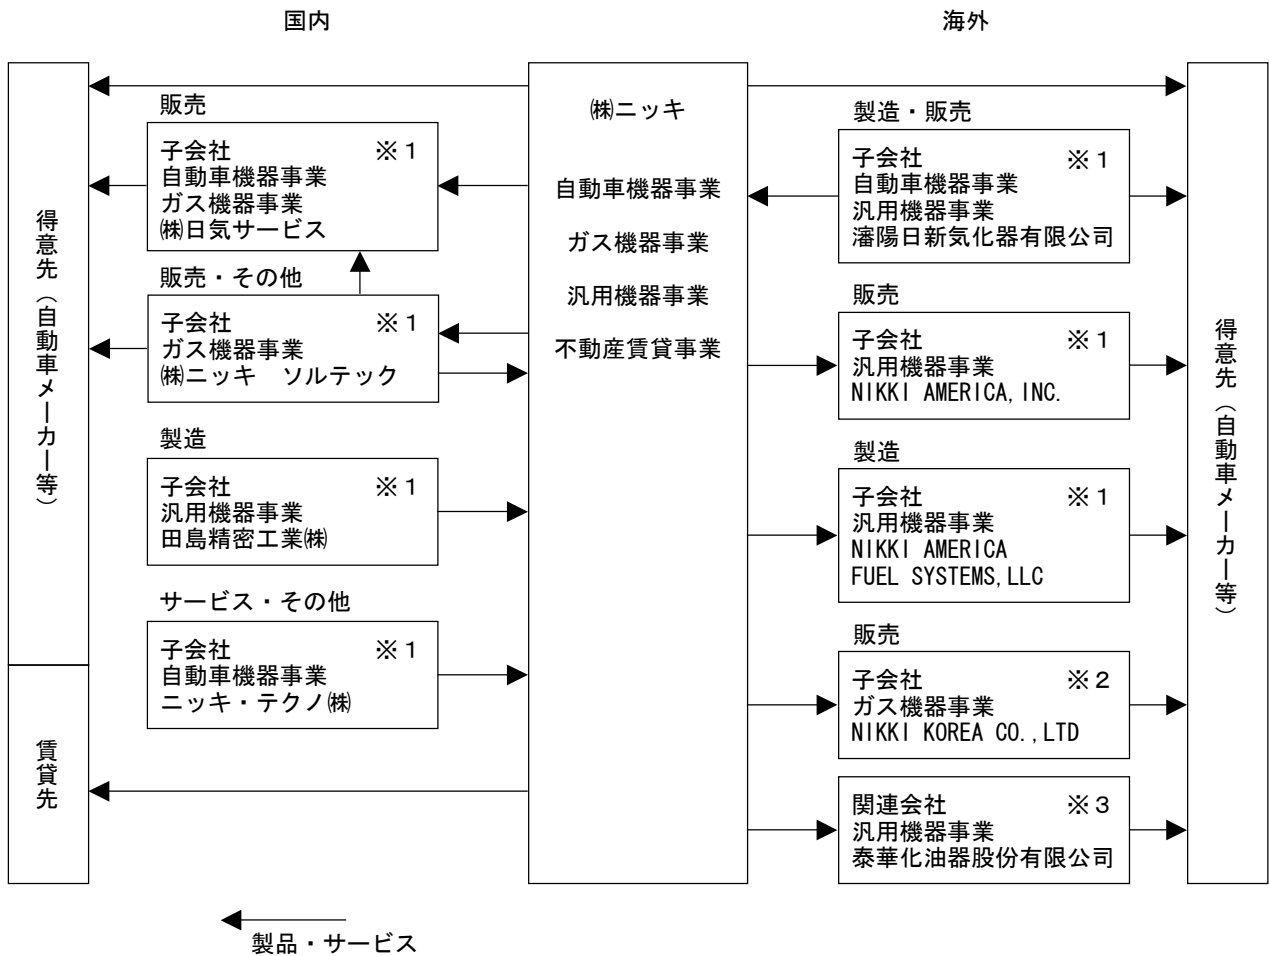 国内
海外
得意先（自動車メーカー等）
賃貸先
販売
子会社 ※１
自動車機器事業
ガス機器事業
㈱日気サービス
販売・その他
子会社 ※１
ガス機器事業
㈱ニッキ　ソルテック
製造
子会社 ※１
汎用機器事業
田島精密工業㈱
サービス・その他
子会社 ※１
自動車機器事業
ニッキ・テクノ㈱
㈱ニッキ
自動車機器事業
ガス機器事業
汎用機器事業
不動産賃貸事業
製造・販売
子会社 ※１
自動車機器事業
汎用機器事業
瀋陽日新気化器有限公司
販売
子会社 ※１
汎用機器事業
NIKKI AMERICA,INC.
製造
子会社 ※１
汎用機器事業
NIKKI AMERICA
FUEL SYSTEMS,LLC
販売
子会社 ※２
ガス機器事業
NIKKI KOREA CO.,LTD
関連会社 ※３
汎用機器事業
泰華化油器股份有限公司
得意先（自動車メーカー等）
製品・サービス